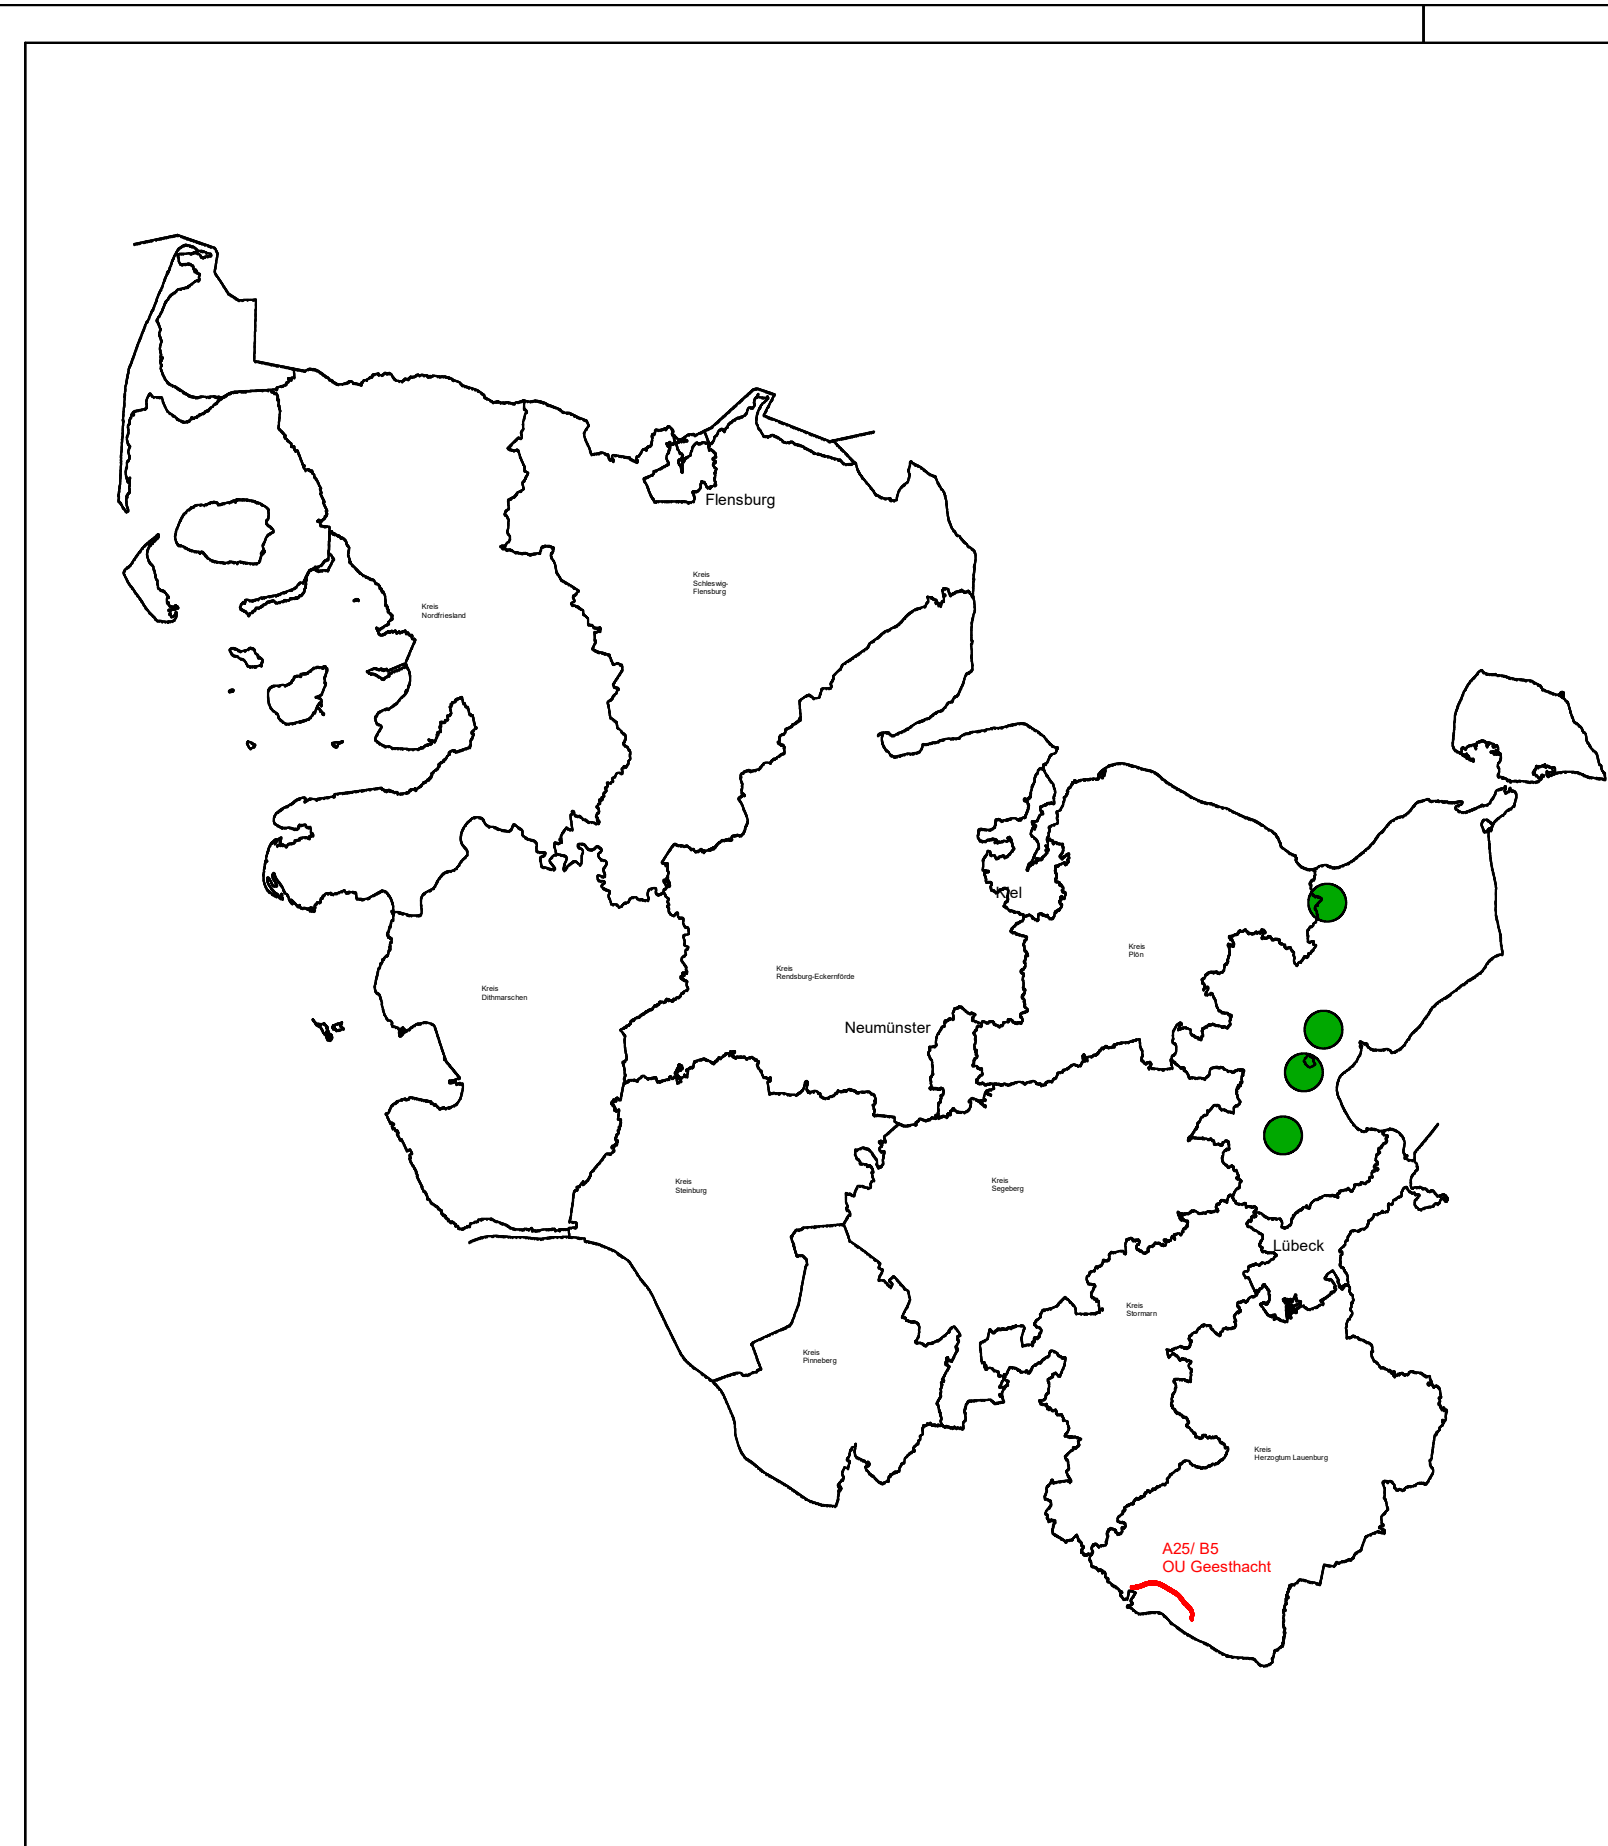 Flensburg
Kreis
Schleswig-
Flensburg
Kreis
Nordfriesland
Kiel
Kreis
Plön
Kreis
Rendsburg-Eckernförde
Kreis
Dithmarschen
Neumünster
Kreis
Steinburg
Kreis
Segeberg
Lübeck
Kreis
Stormarn
Kreis
Pinneberg
Kreis
Herzogtum Lauenburg
A25/ B5
OU Geesthacht